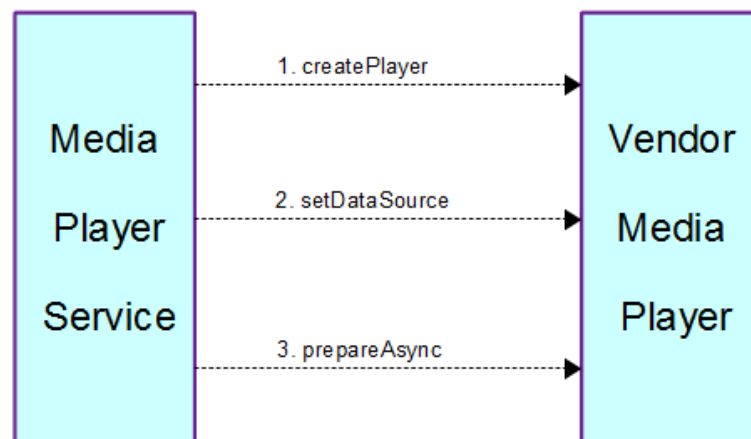 Media
Player
Service
1. createPlayer
2. setDataSource
3. prepareAsync
Vendor
Media
Player